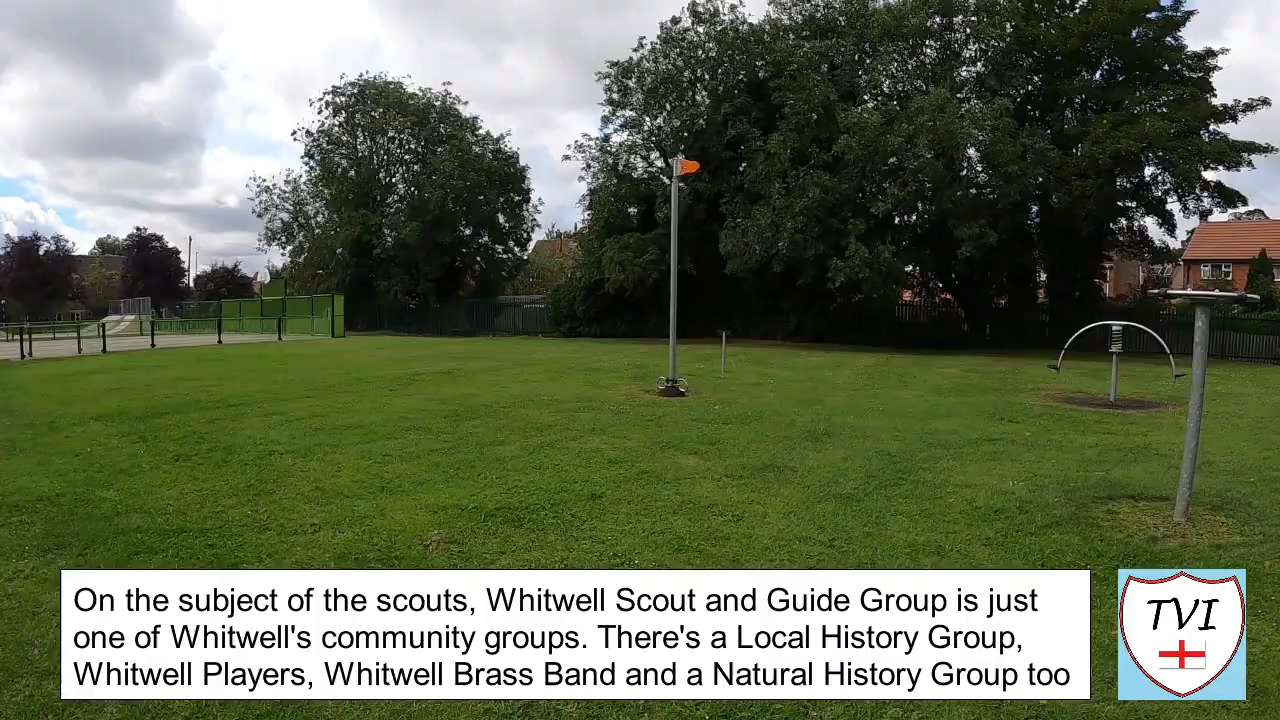 On the subject of the scouts, Whitwell Scout and Guide Group is just
one of Whitwell's community groups. There's a Local History Group,
Whitwell Players, Whitwell Brass Band and a Natural History Group too
TVI